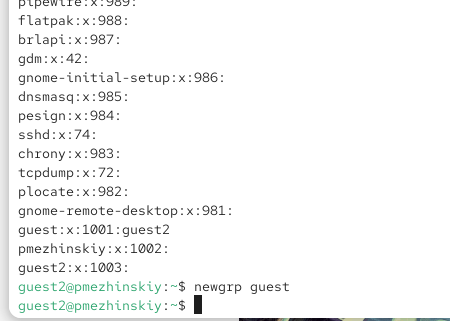 pipewire:x:989:
flatpak:x:988:
brlapi:x:987:
gdm:x:42:
gnome-initial-setup:x:986:
dnsmasq:x:985:
pesign:x:984:
sshd:x:74:
chrony:x:983:
tcpdump:x:72:
plocate:x:982:
gnome-remote-desktop:x:981:
guest:x:1001:guest2
pmezhinskiy:x:1002:
guest2:x:1003:
guest2@pmezhinskiy:~$ newgrp guest
guest2@pmezhinskiy:~$